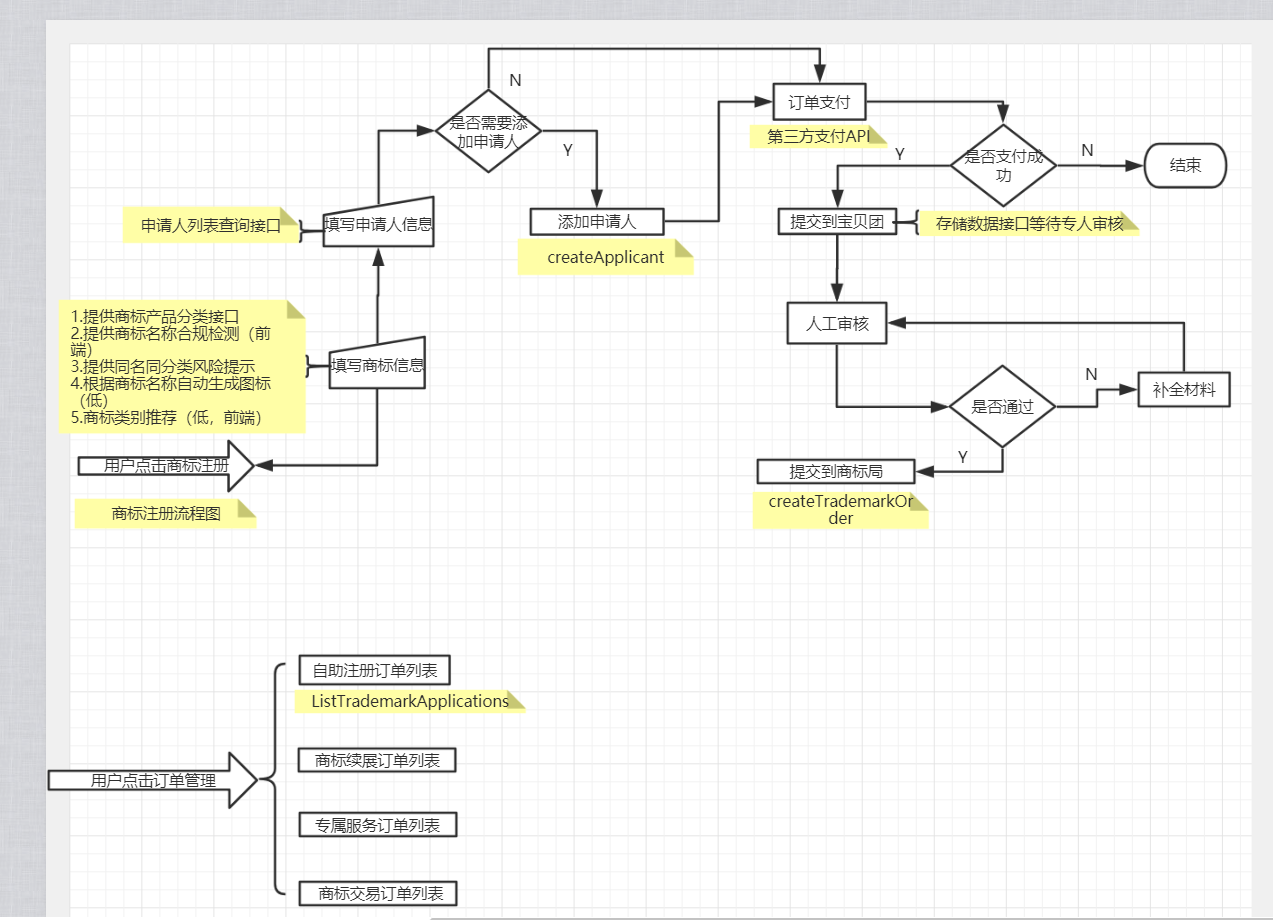 N
订单支付
是否需要添
加申请人
第三方支付API
Y
Y
是否支付成
功
N
结束
申请人列表查询接口
填写申请人信息
添加申请人
提交到宝贝团
存储数据接口等待专人审核
createApplicant
1.提供商标产品分类接口
2.提供商标名称合规检测（前
端）
3.提供同名同分类风险提示
4.根据商标名称自动生成图标
（低）
5.商标类别推荐（低，前端）
填写商标信息
人工审核
N
补全材料
是否通过
用户点击商标注册
Y
提交到商标局
商标注册流程图
createTrademarkOr
der
自助注册订单列表
ListTrademarkApplications
商标续展订单列表
用户点击订单管理
专属服务订单列表
商标交易订单列表